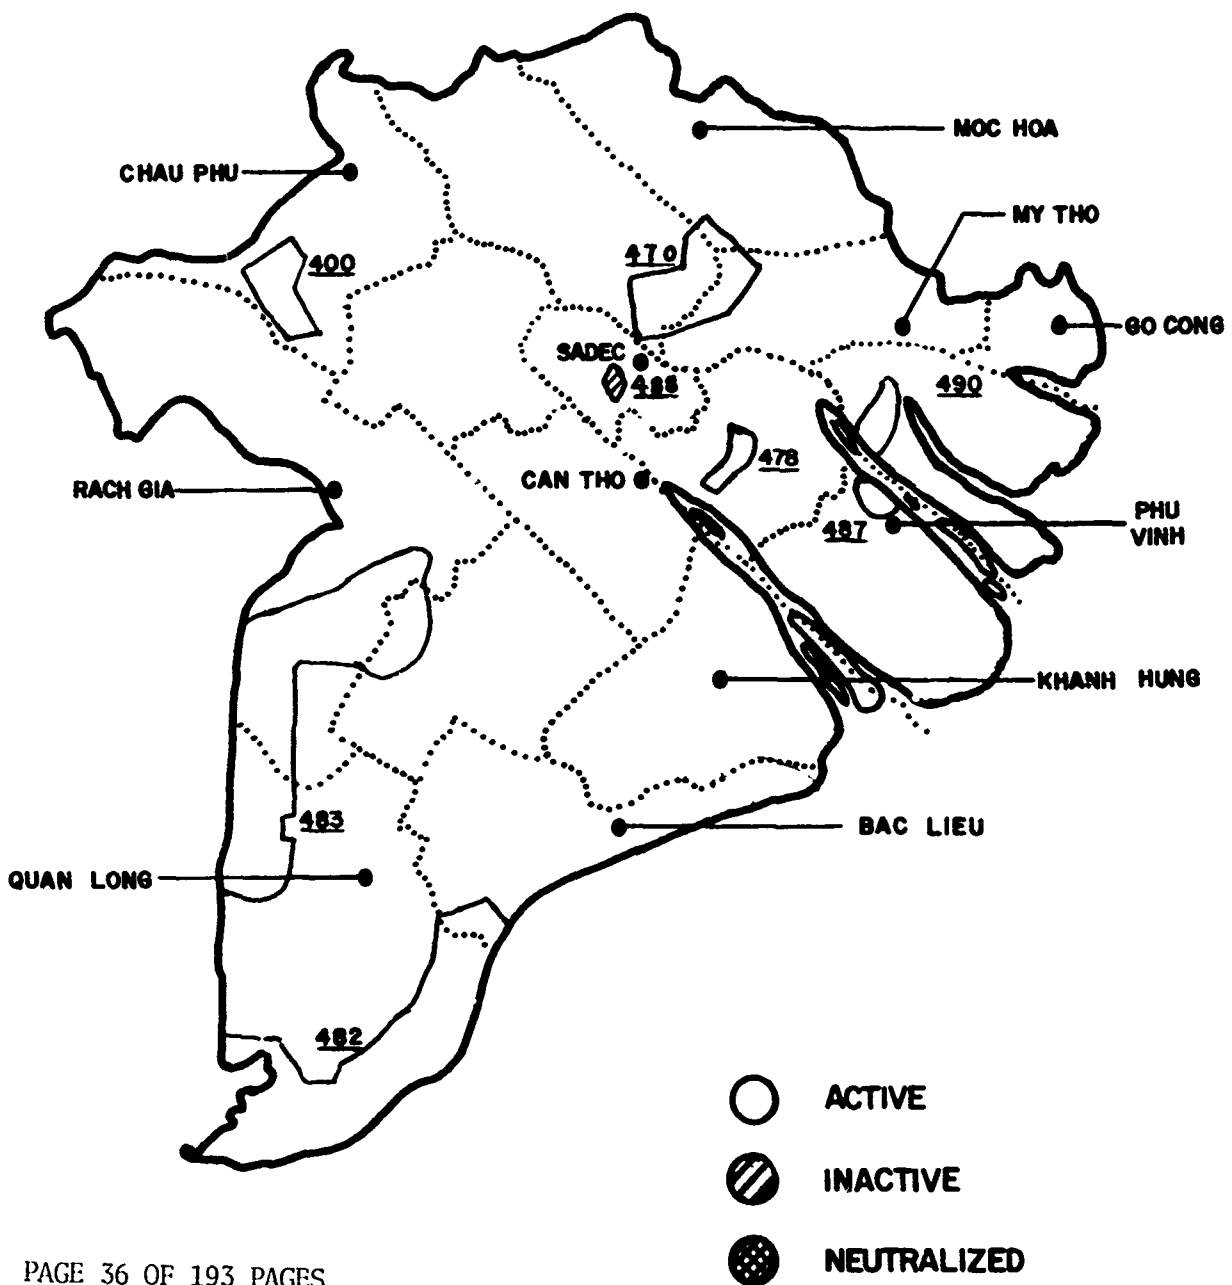 MOC HOA
CHAU PHU
MY THO
400
470
GO CONG
SADEC
490
478
CAN THO
RACH GIA
PHU
VINH
487
KHANH HUNG
483
BAC LIEU
QUAN LONG
482
ACTIVE
INACTIVE
NEUTRALIZED
PAGE 36 OF 193 PAGES